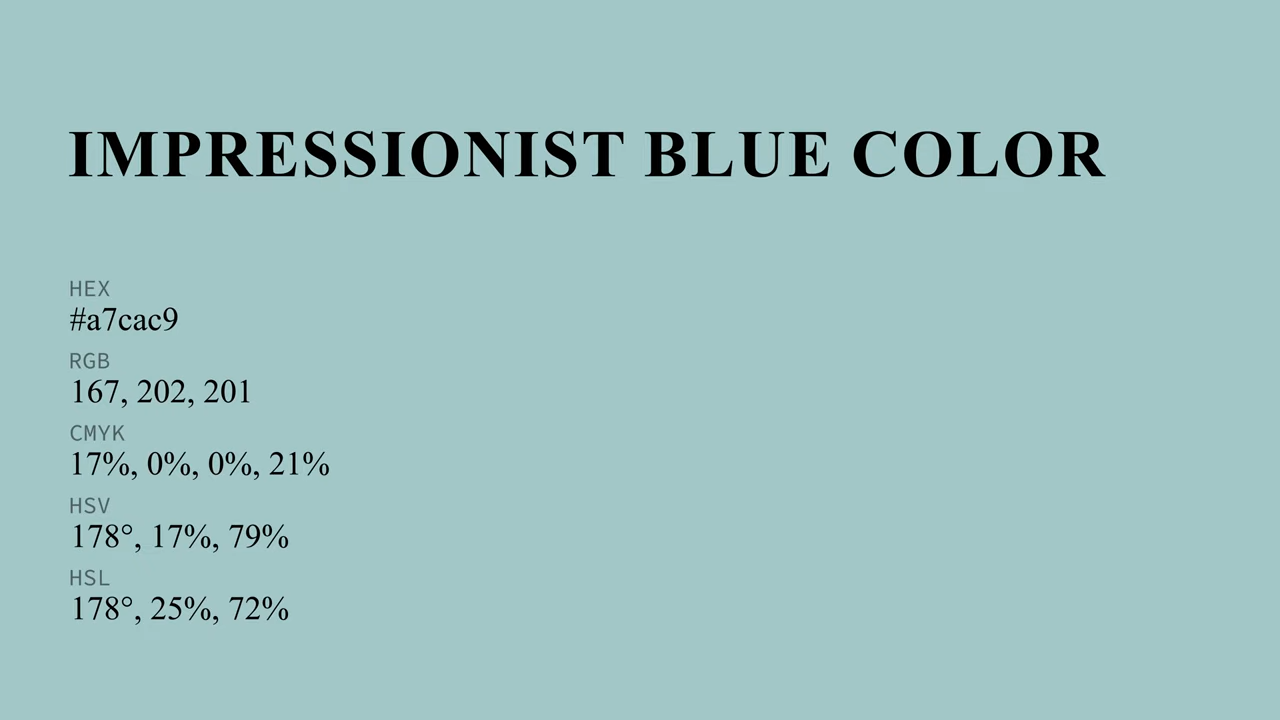 IMPRESSIONIST BLUE COLOR
HEX
#a7cac9
RGB
167, 202, 201
CMYK
17%, 0%, 0%, 21%
HSV
178°, 17%, 79%
HSL
178°, 25%, 72%